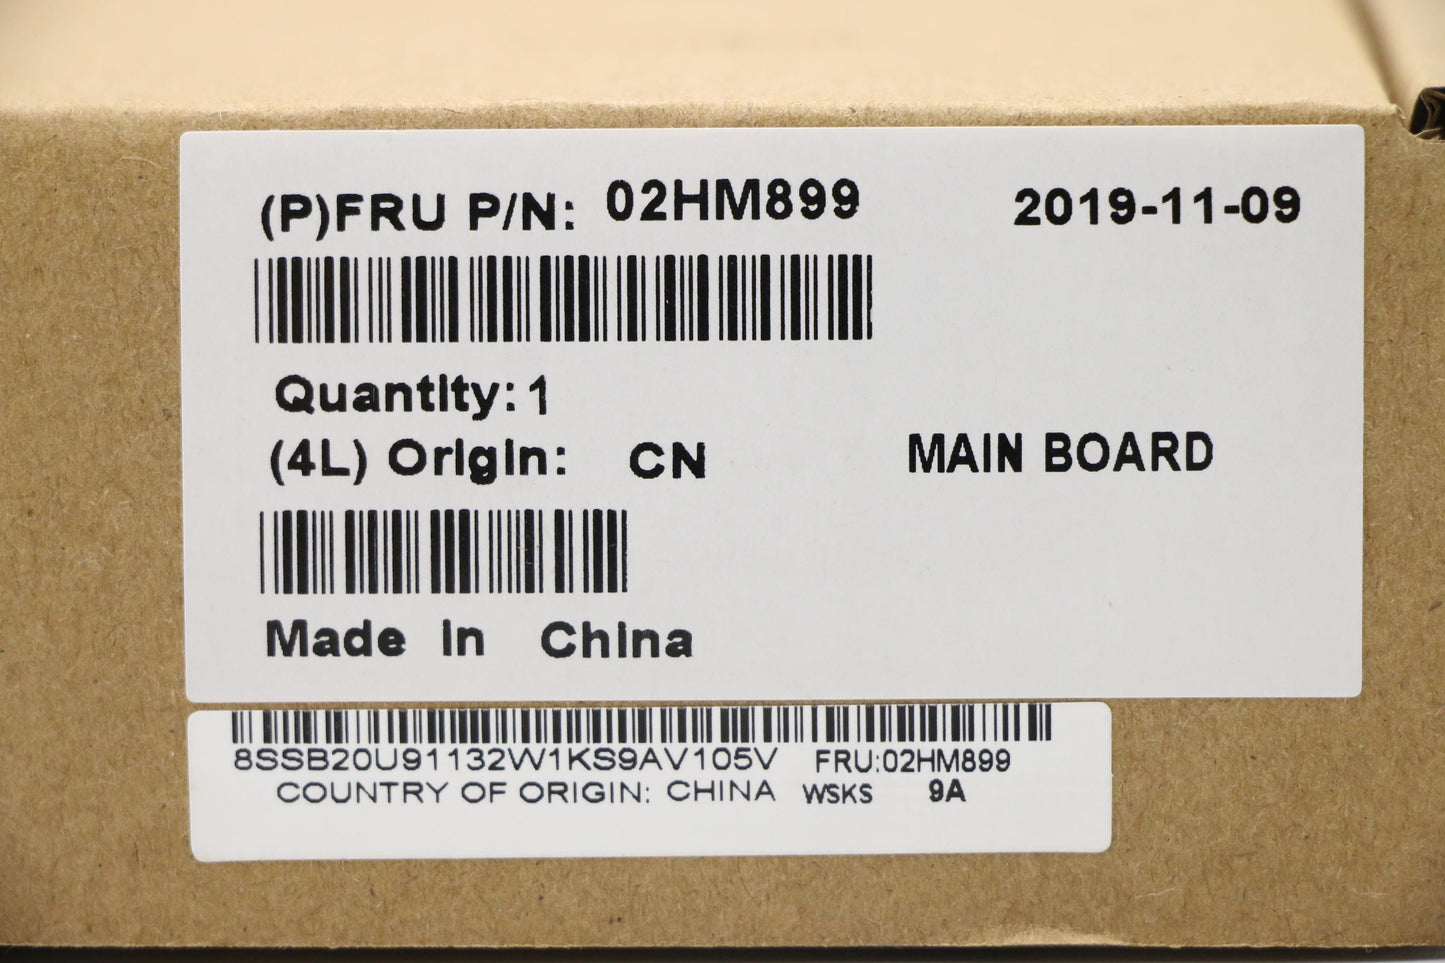 (P)FRU P/N: 02HM899 2019-11-09
Quantity: 1
(4L) Origin: CN MAIN BOARD
Made In China
8SSB20U91132W1KS9AV105V FRU:02HM899
COUNTRY OF ORIGIN: CHINA WSKS 9A